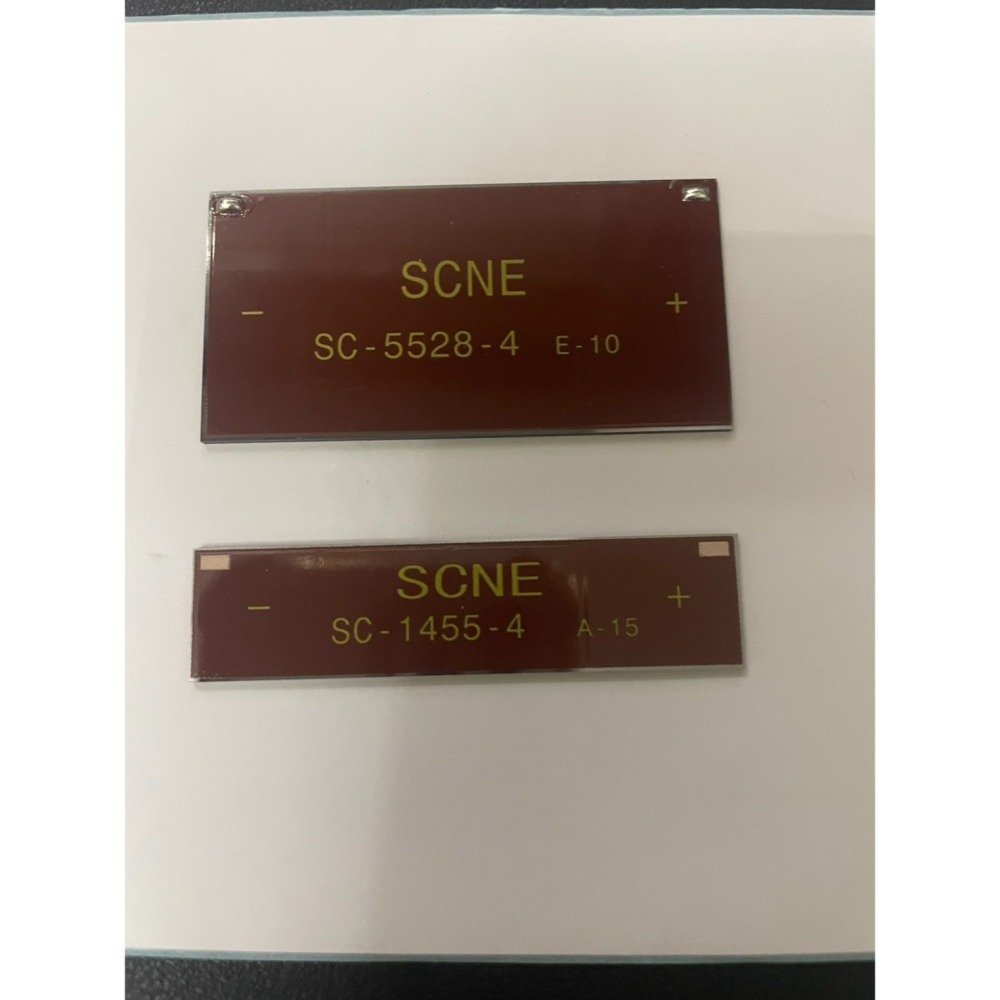 SCNE
- +
SC-5528-4 E-10
SCNE
- +
SC-1455-4 A-15